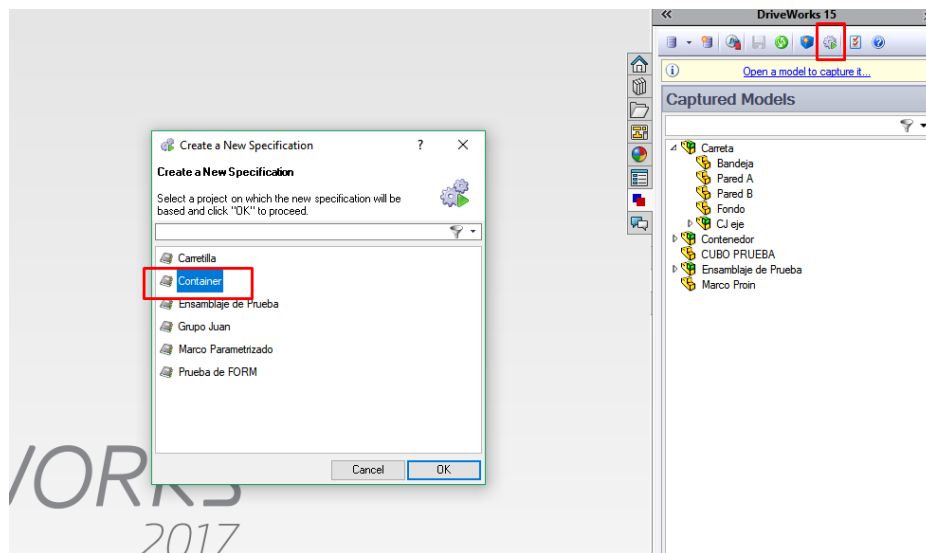 DriveWorks 15
Open a model to capture it...
Captured Models
Carreta
Bandeja
Pared A
Pared B
Fondo
CJ eje
Contenedor
CUBO PRUEBA
Ensamblaje de Prueba
Marco Proin
Create a New Specification
Create a New Specification
Select a project on which the new specification will be
based and click "OK" to proceed.
Carretilla
Container
Ensamblaje de Prueba
Grupo Juan
Marco Parametrizado
Prueba de FORM
Cancel
OK
WORKS
2017